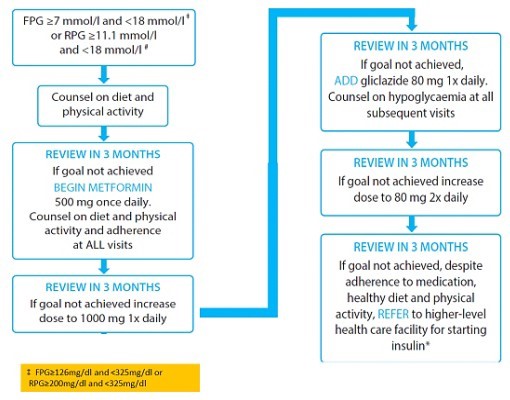 FPG ≥7 mmol/l and <18 mmol/l ‡
or RPG ≥11.1 mmol/l
and <18 mmol/l ‡
Counsel on diet and
physical activity
REVIEW IN 3 MONTHS
If goal not achieved
BEGIN METFORMIN
500 mg once daily.
Counsel on diet and physical
activity and adherence
at ALL visits
REVIEW IN 3 MONTHS
If goal not achieved increase
dose to 1000 mg 1x daily
REVIEW IN 3 MONTHS
If goal not achieved,
ADD gliclazide 80 mg 1x daily.
Counsel on hypoglycaemia at all
subsequent visits
REVIEW IN 3 MONTHS
If goal not achieved increase
dose to 80 mg 2x daily
REVIEW IN 3 MONTHS
If goal not achieved, despite
adherence to medication,
healthy diet and physical
activity, REFER to higher-level
health care facility for starting
insulin*
‡ FPG≥126mg/dl and <325mg/dl or
RPG≥200mg/dl and <325mg/dl